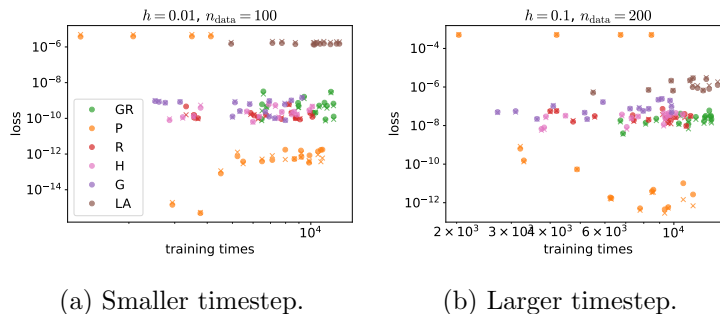 h = 0.01, n_data = 100
loss
10^−6
10^−8
10^−10
10^−12
10^−14
GR
P
R
H
G
LA
10^4
training times
(a) Smaller timestep.
h = 0.1, n_data = 200
loss
10^−4
10^−6
10^−8
10^−10
10^−12
2 × 10^3 3 × 10^3 4 × 10^3 6 × 10^3 10^4
training times
(b) Larger timestep.